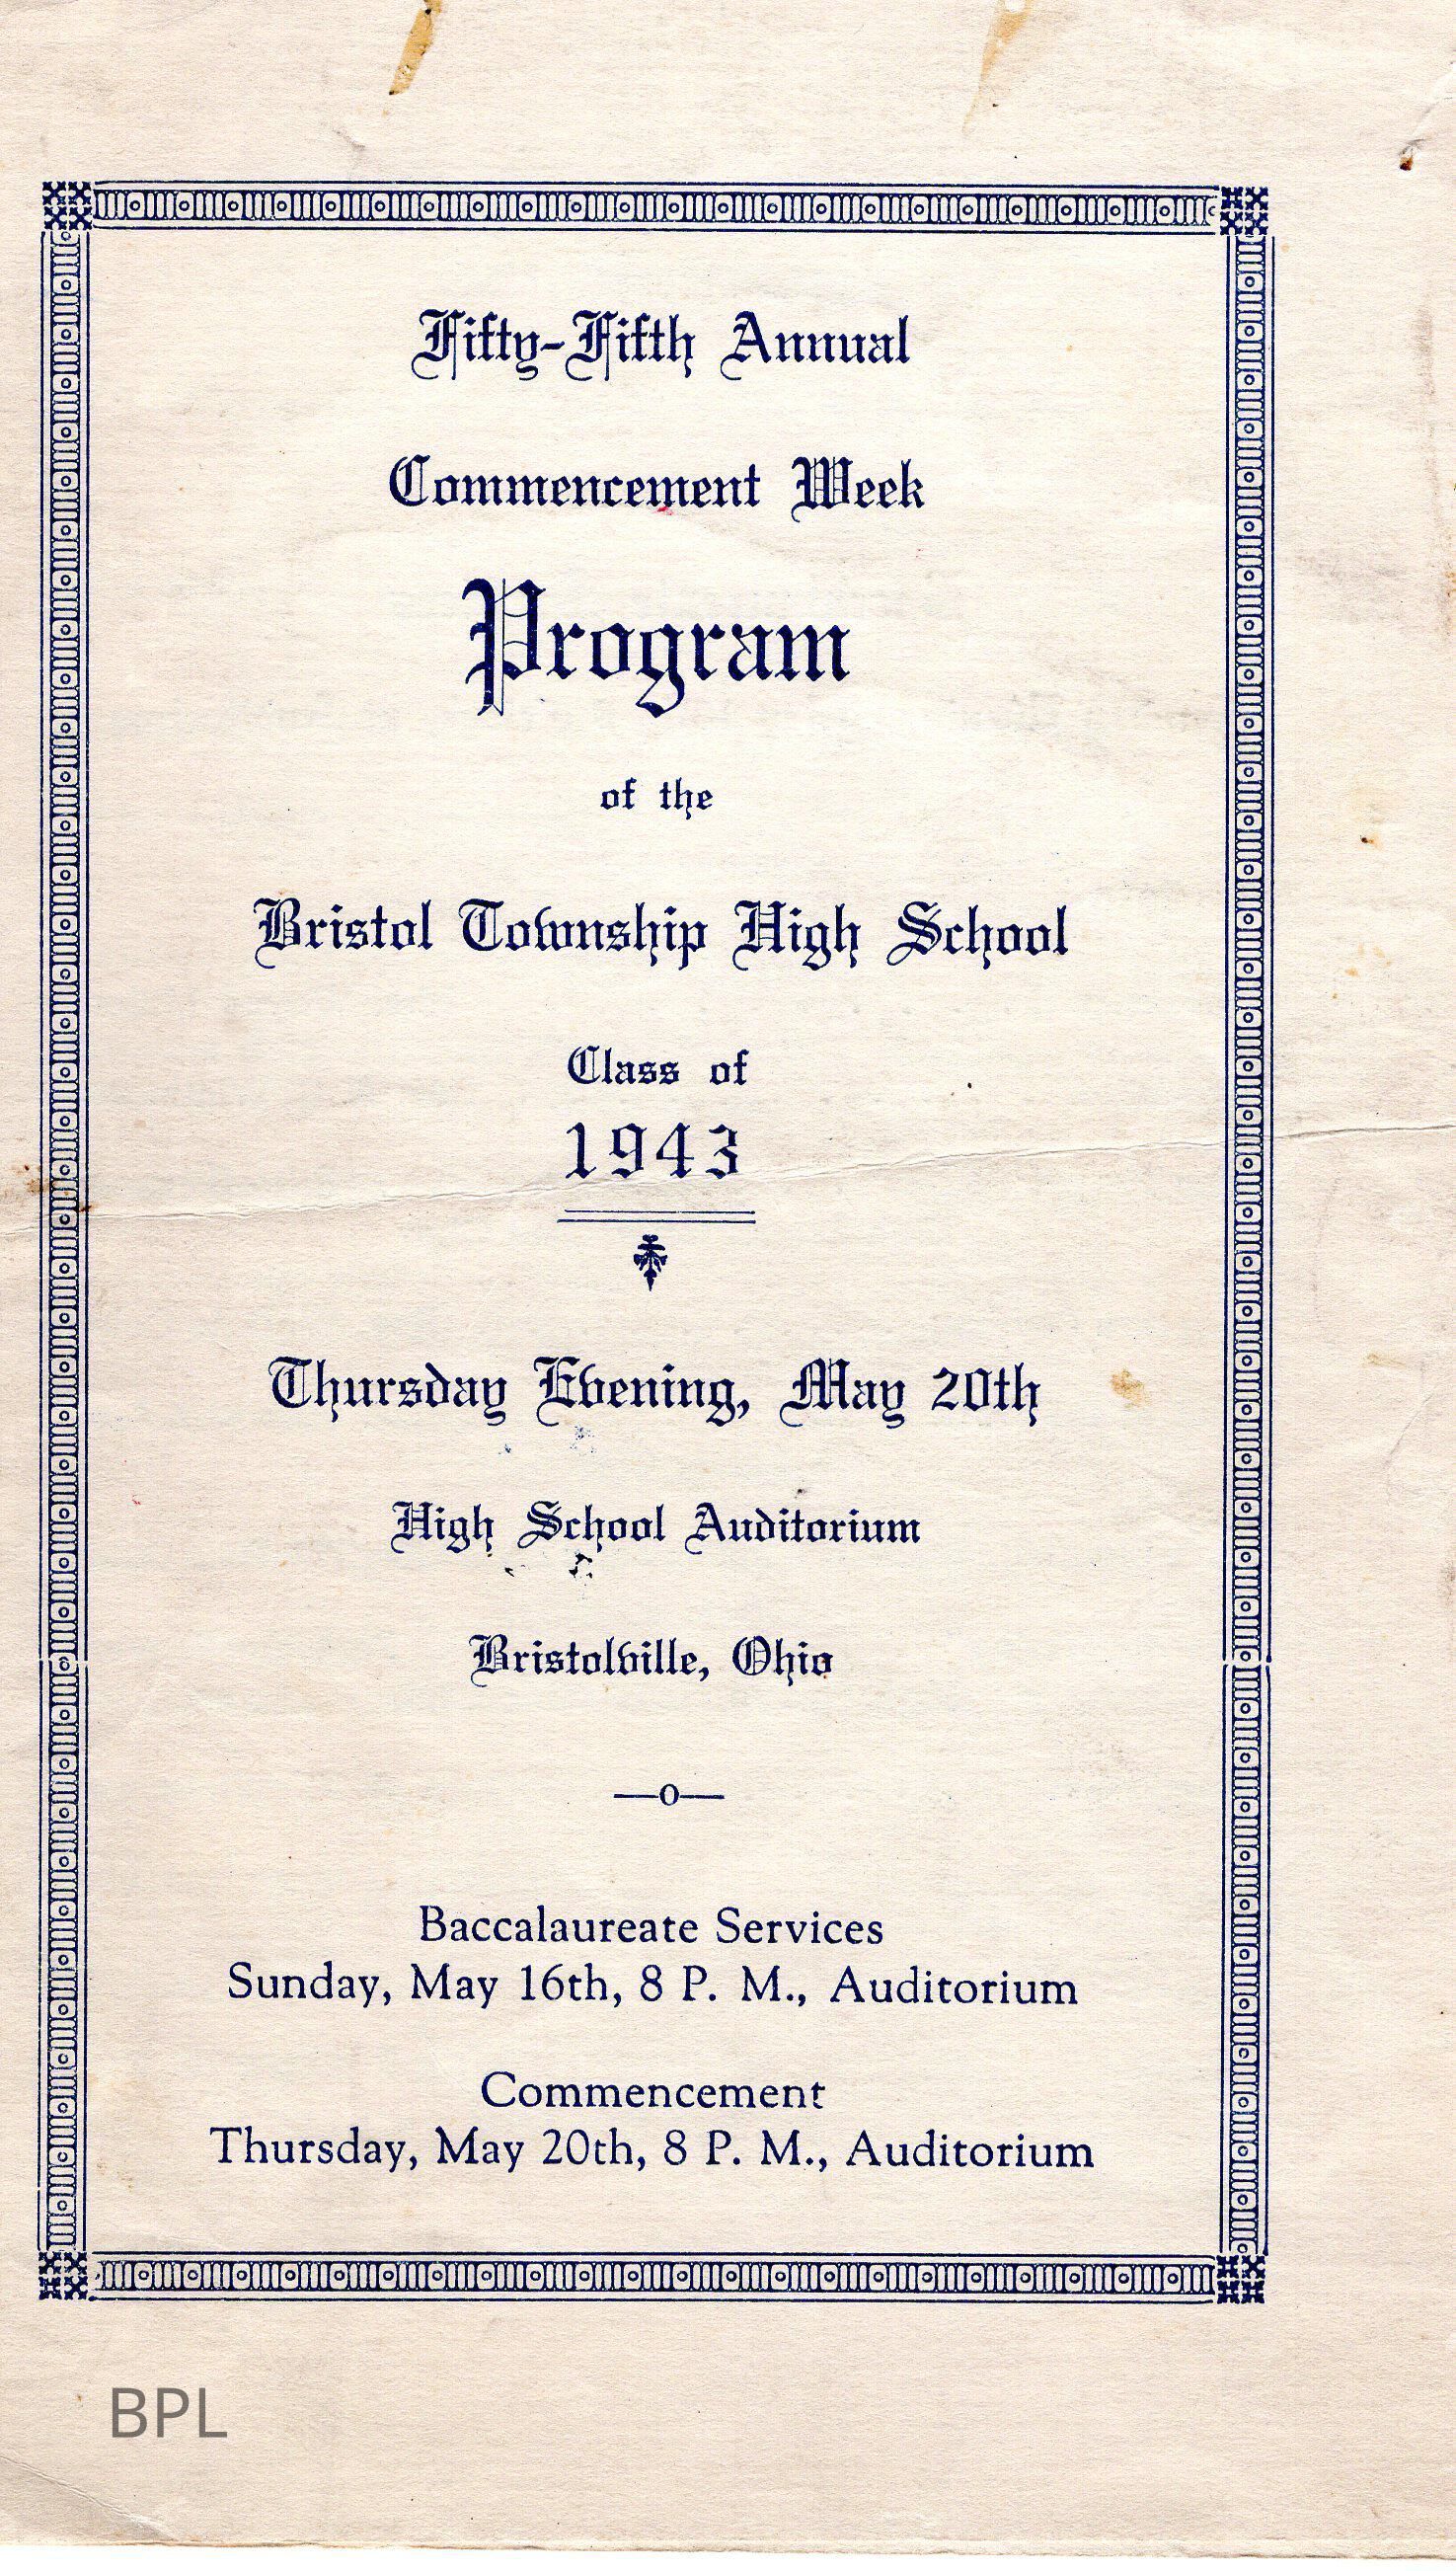 Fifty-Fifth Annual
Commencement Week
Program
of the
Bristol Township High School
Class of
1943
Thursday Evening, May 20th
High School Auditorium
Bristolville, Ohio
—o—
Baccalaureate Services
Sunday, May 16th, 8 P. M., Auditorium
Commencement
Thursday, May 20th, 8 P. M., Auditorium
BPL